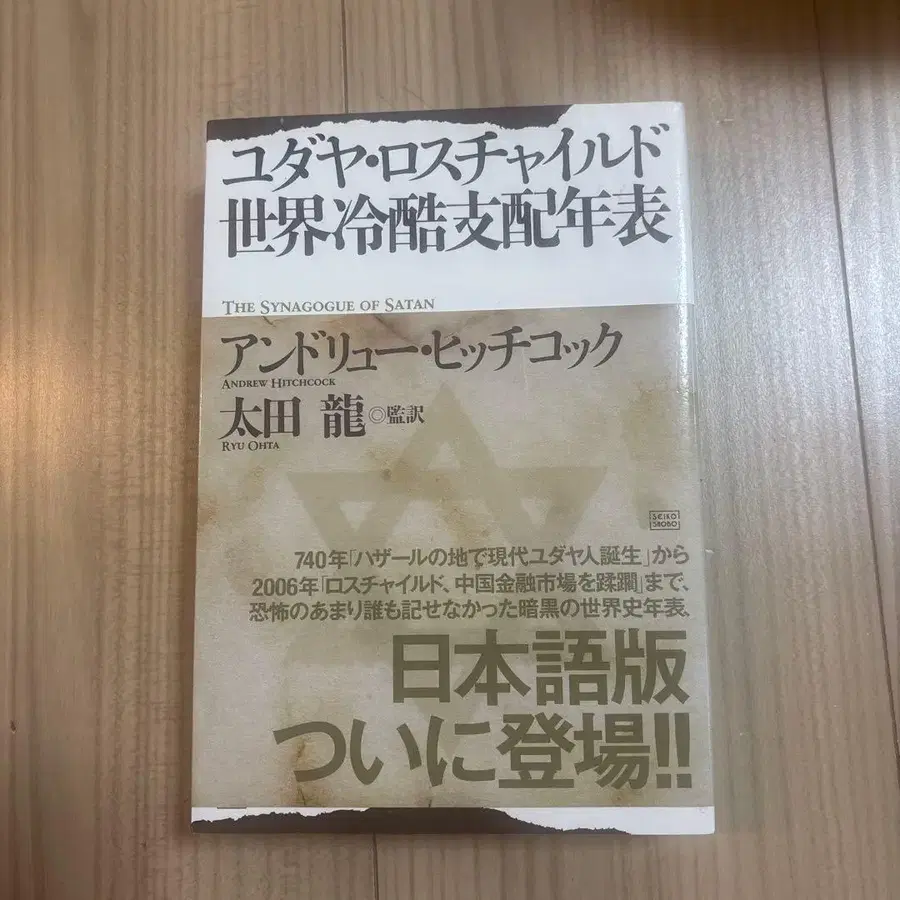 ユダヤ・ロスチャイルド
世界冷酷支配年表
THE SYNAGOGUE OF SATAN
アンドリュー・ヒッチコック
ANDREW HITCHCOCK
太田 龍◎監訳
RYU OHTA
SEIKO
SHOBO
740年「ハザールの地で現代ユダヤ人誕生」から
2006年「ロスチャイルド、中国金融市場を蹂躙」まで、
恐怖のあまり誰も記せなかった暗黒の世界史年表、
日本語版
ついに登場!!